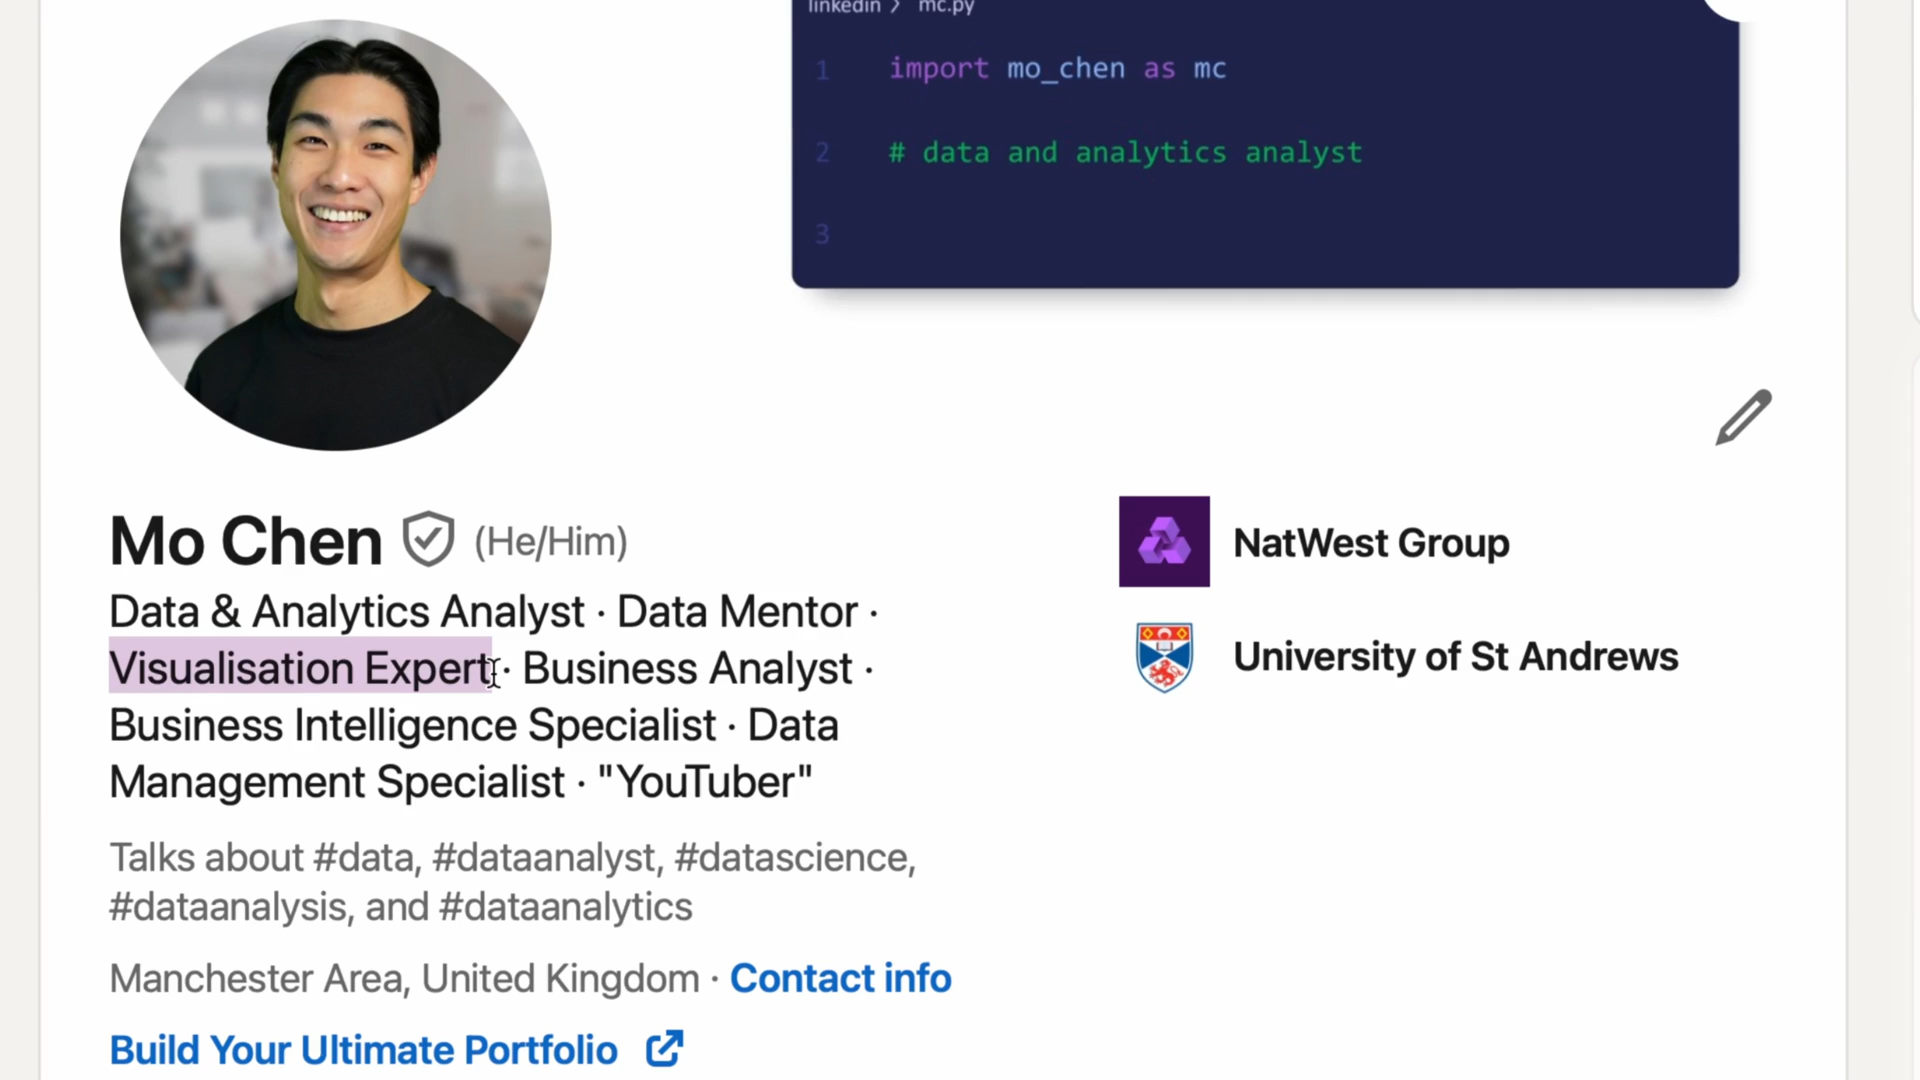 linkedin > mc.py
1 import mo_chen as mc
2 # data and analytics analyst
3
Mo Chen (He/Him)
Data & Analytics Analyst · Data Mentor ·
Visualisation Expert · Business Analyst ·
Business Intelligence Specialist · Data
Management Specialist · "YouTuber"
Talks about #data, #dataanalyst, #datascience,
#dataanalysis, and #dataanalytics
Manchester Area, United Kingdom · Contact info
Build Your Ultimate Portfolio
NatWest Group
University of St Andrews